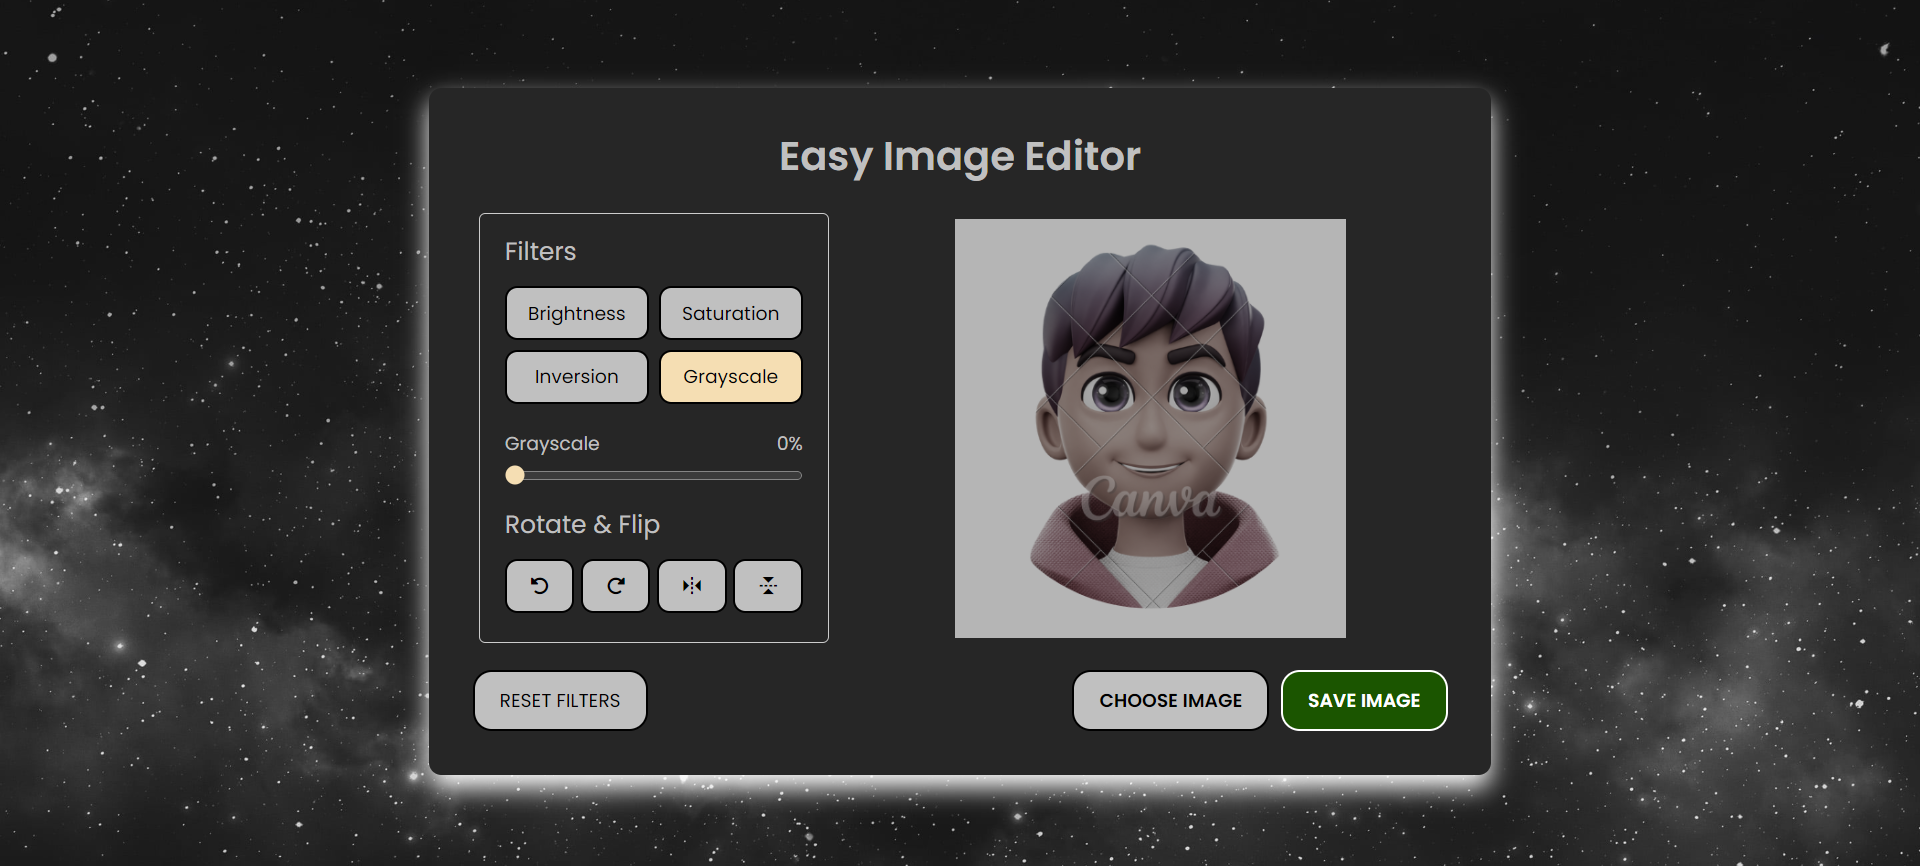 Easy Image Editor
Filters
Brightness
Saturation
Inversion
Grayscale
Grayscale
0%
Rotate & Flip
Canva
RESET FILTERS
CHOOSE IMAGE
SAVE IMAGE